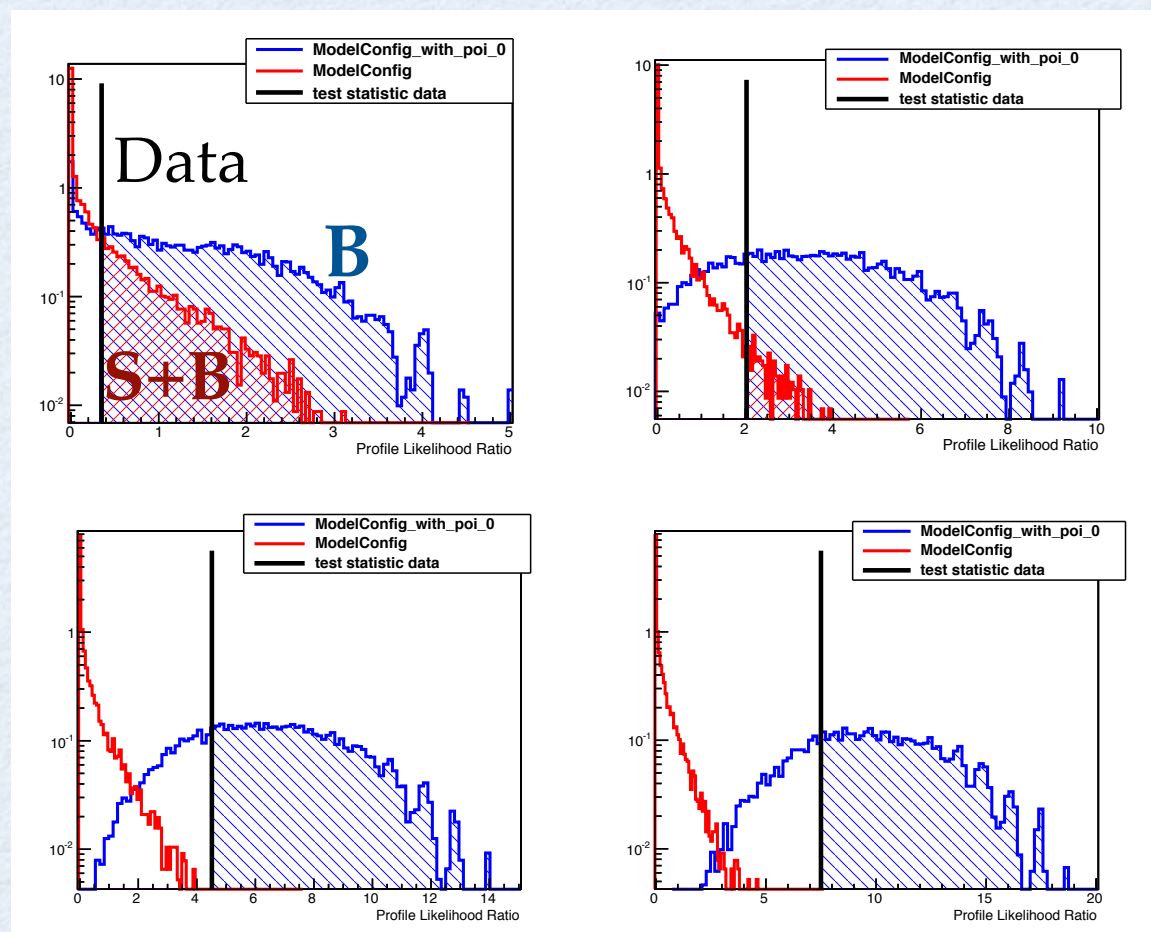 ModelConfig_with_poi_0
ModelConfig
test statistic data
10
1
10-1
10-2
Data
B
S+B
0 1 2 3 4 5
Profile Likelihood Ratio
ModelConfig_with_poi_0
ModelConfig
test statistic data
10
1
10-1
10-2
0 2 4 6 8 10
Profile Likelihood Ratio
ModelConfig_with_poi_0
ModelConfig
test statistic data
1
10-1
10-2
0 2 4 6 8 10 12 14
Profile Likelihood Ratio
ModelConfig_with_poi_0
ModelConfig
test statistic data
1
10-1
10-2
0 5 10 15 20
Profile Likelihood Ratio